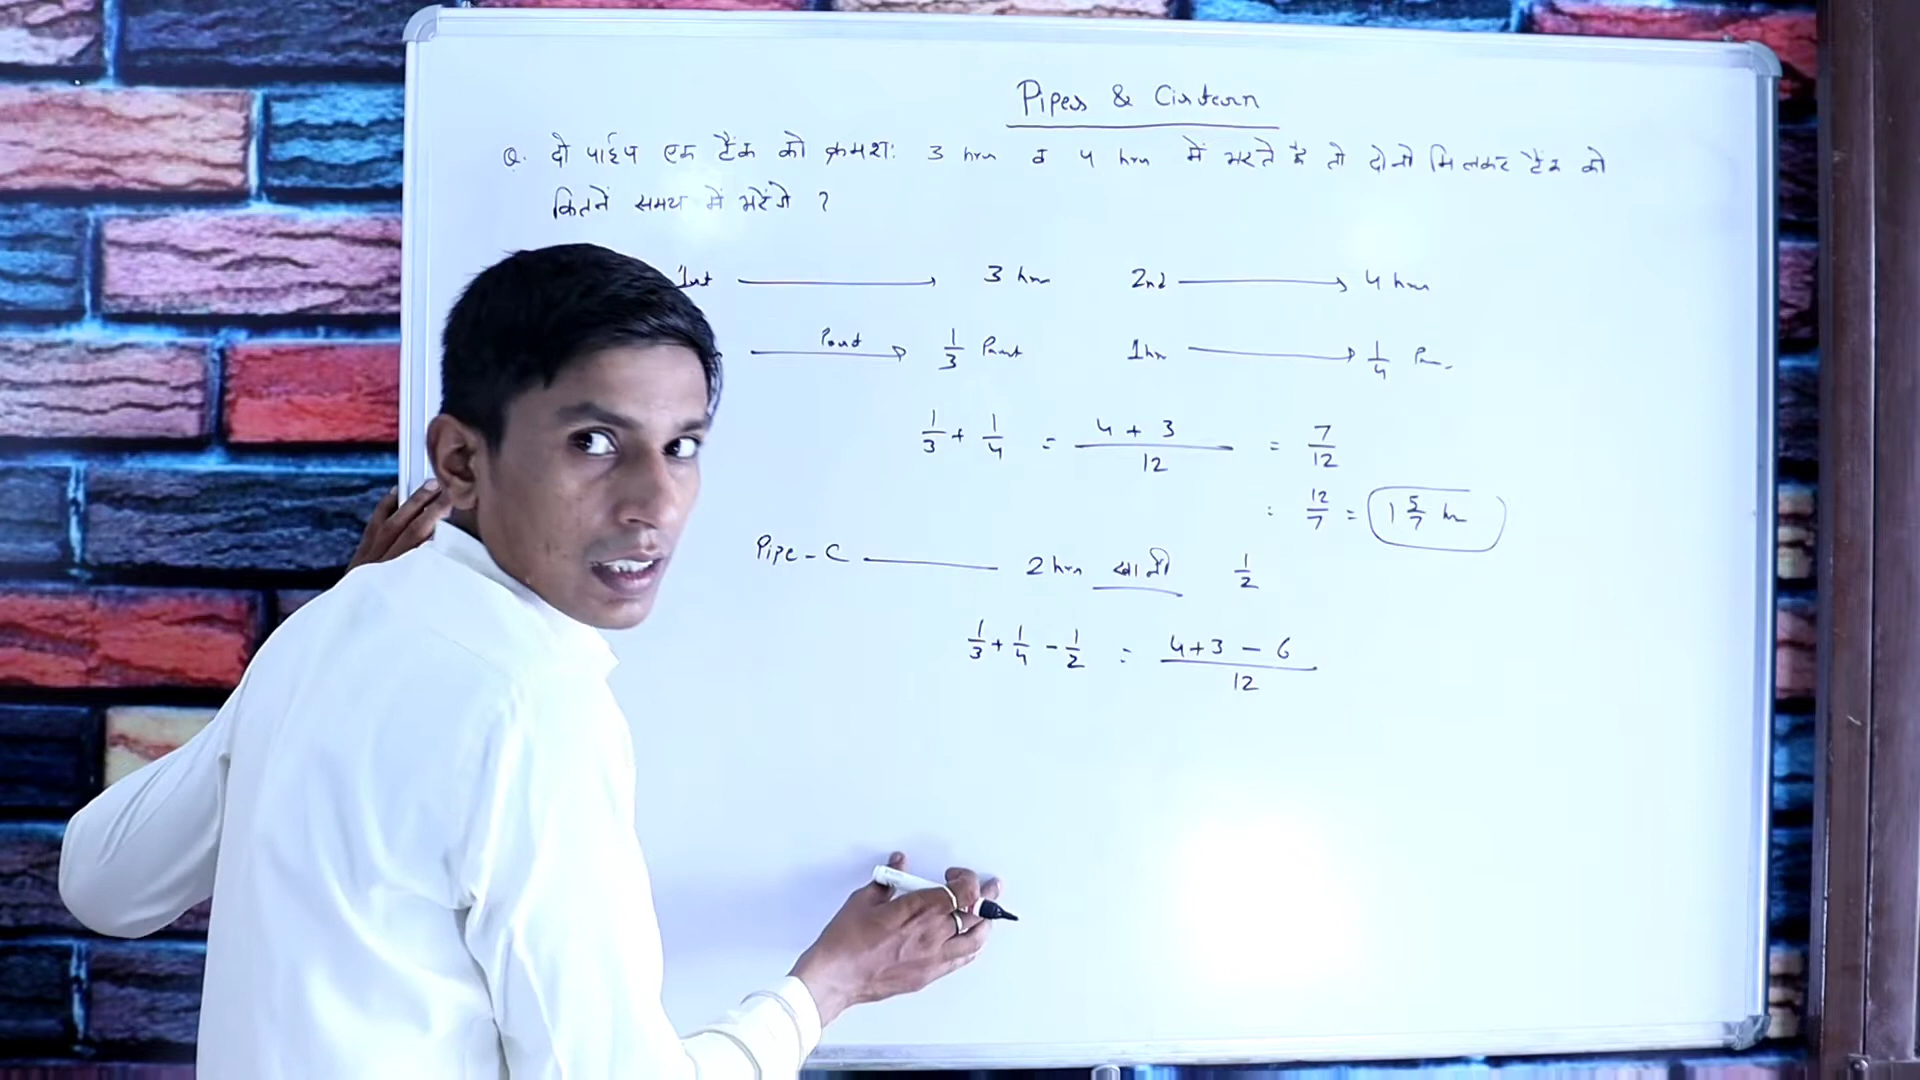 Pipes & Cistern
Q. दो पाईप एक टैंक को क्रमशः 3 hrs व 4 hrs में भरते है तो दोनो मिलकर टैंक को
कितनें समय में भरेंगे ?
1st → 3 hrs 2nd → 4 hrs
Part → 1/3 Part 1hr → 1/4 Par.
1/3 + 1/4 = (4 + 3)/12 = 7/12
: 12/7 = 1 5/7 hr
Pipe - C — 2 hrs खाली 1/2
1/3 + 1/4 - 1/2 = (4+3 - 6)/12